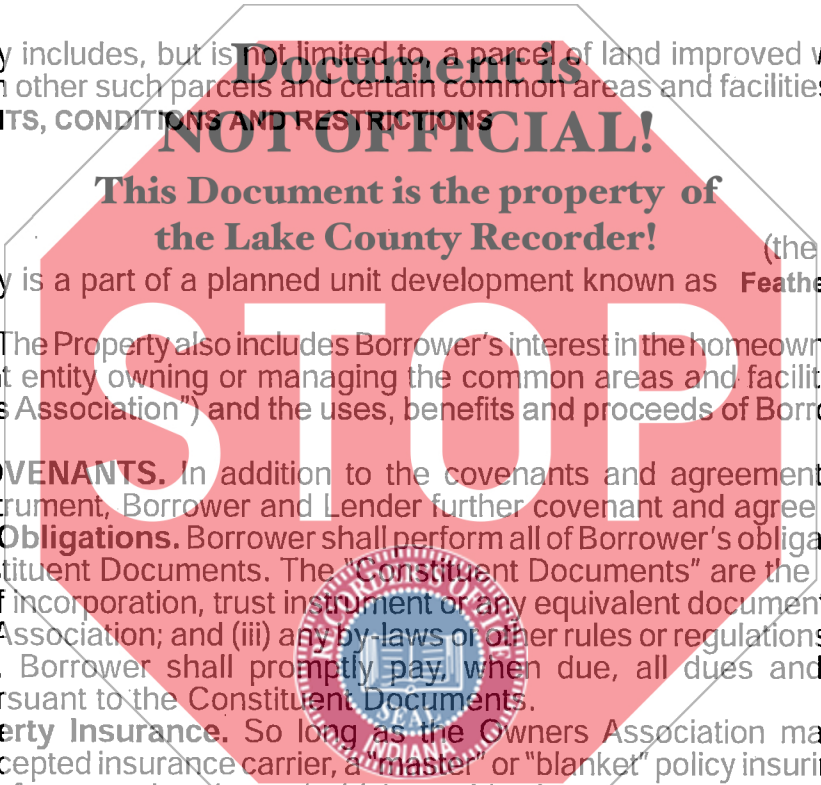 y includes, but is not limited to, a parcel of land improved w
Document is
other such parcels and certain common areas and facilities
TS, CONDITIONS AND RESTRICTIONS
NOT OFFICIAL!
This Document is the property of
the Lake County Recorder!
(the
y is a part of a planned unit development known as Feathe
STOP
The Property also includes Borrower's interest in the homeown
t entity owning or managing the common areas and facilit
s Association") and the uses, benefits and proceeds of Borro
OVENANTS. In addition to the covenants and agreement
trument, Borrower and Lender further covenant and agree
Obligations. Borrower shall perform all of Borrower's obliga
stituent Documents. The "Constituent Documents" are the
f incorporation, trust instrument or any equivalent document
Association; and (iii) any by-laws or other rules or regulations
. Borrower shall promptly pay, when due, all dues and
rsuant to the Constituent Documents.
erty Insurance. So long as the Owners Association ma
cepted insurance carrier, a "master" or "blanket" policy insurin
RECORDER OF THE
SEAL
INDIANA